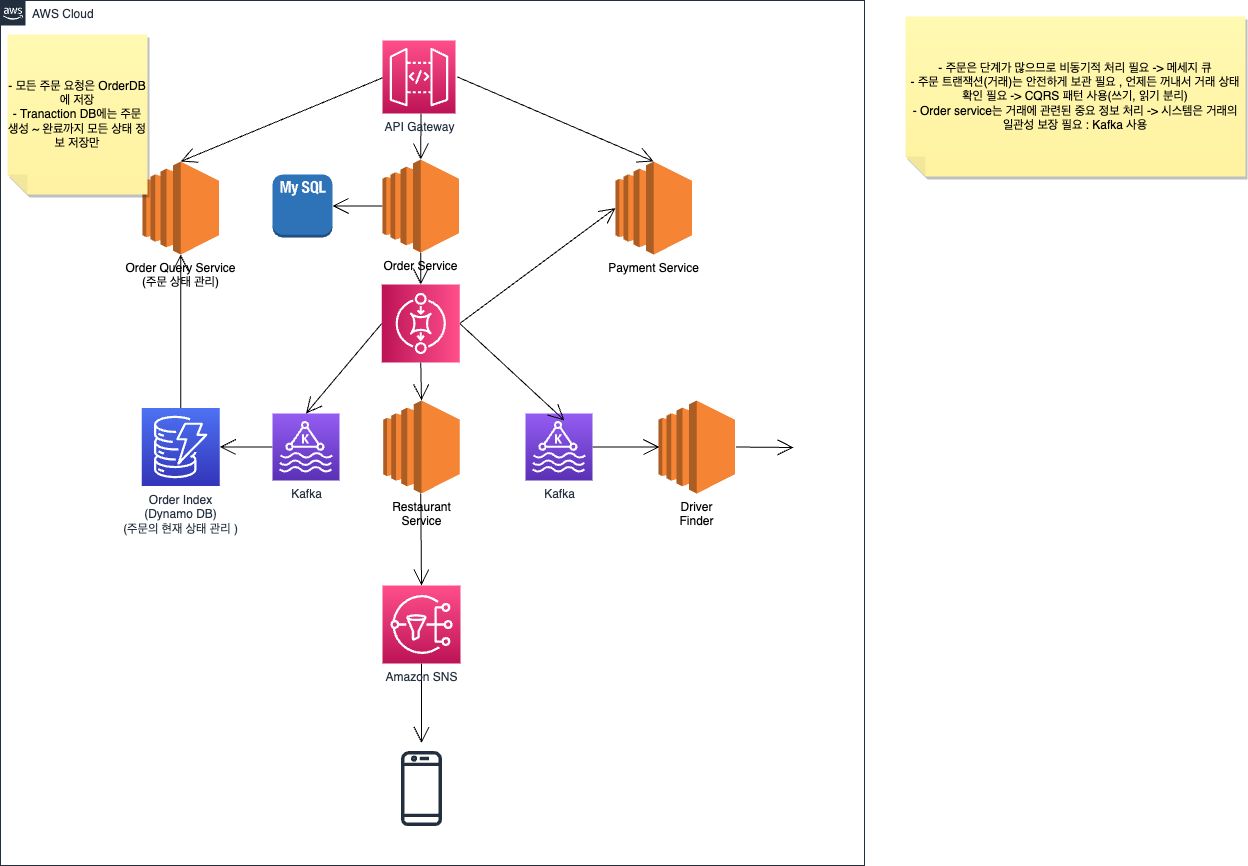 aws
AWS Cloud
- 모든 주문 요청은 OrderDB
에 저장
- Tranaction DB에는 주문
생성 ~ 완료까지 모든 상태 정
보 저장만
- 주문은 단계가 많으므로 비동기적 처리 필요 -> 메세지 큐
- 주문 트랜잭션(거래)는 안전하게 보관 필요 , 언제든 꺼내서 거래 상태
확인 필요 -> CQRS 패턴 사용(쓰기, 읽기 분리)
- Order service는 거래에 관련된 중요 정보 처리 -> 시스템은 거래의
일관성 보장 필요 : Kafka 사용
API Gateway
My SQL
Order Query Service
(주문 상태 관리)
Order Service
Payment Service
K
K
Order Index
(Dynamo DB)
(주문의 현재 상태 관리 )
Kafka
Restaurant
Service
Kafka
Driver
Finder
Amazon SNS